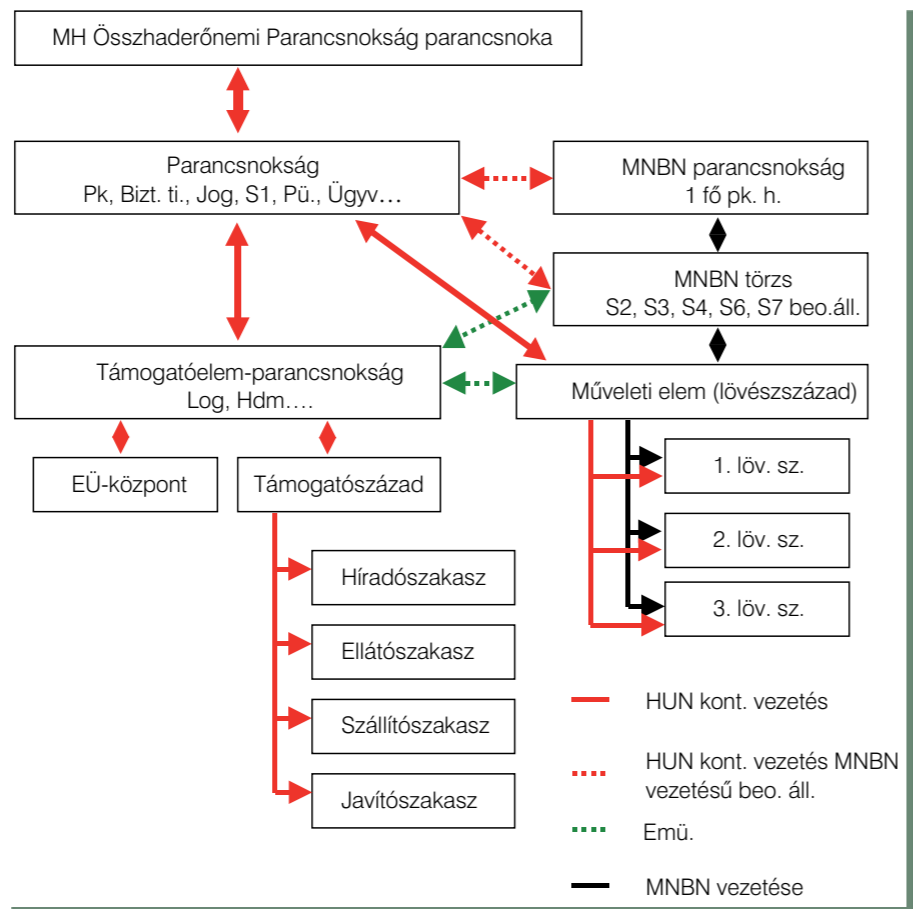 MH Összhaderőnemi Parancsnokság parancsnoka
Parancsnokság
Pk, Bizt. ti., Jog, S1, Pü., Ügyv…
MNBN parancsnokság
1 fő pk. h.
MNBN törzs
S2, S3, S4, S6, S7 beo.áll.
Támogatóelem-parancsnokság
Log, Hdm….
Műveleti elem (lövészszázad)
EÜ-központ
Támogatószázad
1. löv. sz.
2. löv. sz.
3. löv. sz.
Híradószakasz
Ellátószakasz
Szállítószakasz
Javítószakasz
HUN kont. vezetés
HUN kont. vezetés MNBN
vezetésű beo. áll.
Emü.
MNBN vezetése